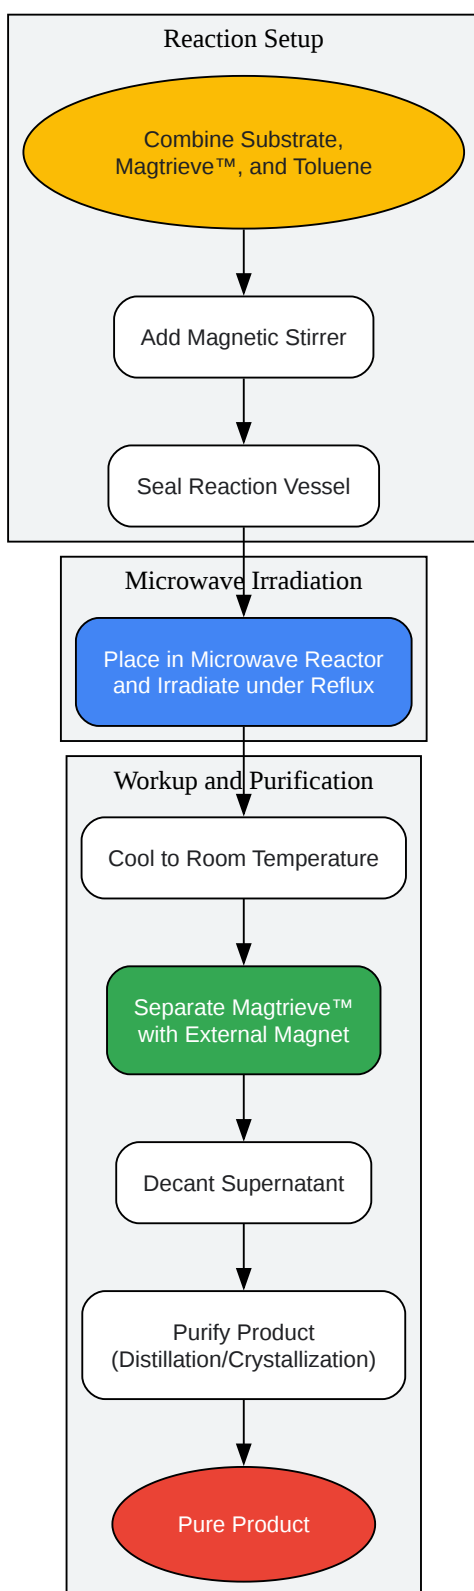 Reaction Setup
Combine Substrate,
Magtrieve™, and Toluene
Add Magnetic Stirrer
Seal Reaction Vessel
Microwave Irradiation
Place in Microwave Reactor
and Irradiate under Reflux
Workup and Purification
Cool to Room Temperature
Separate Magtrieve™
with External Magnet
Decant Supernatant
Purify Product
(Distillation/Crystallization)
Pure Product